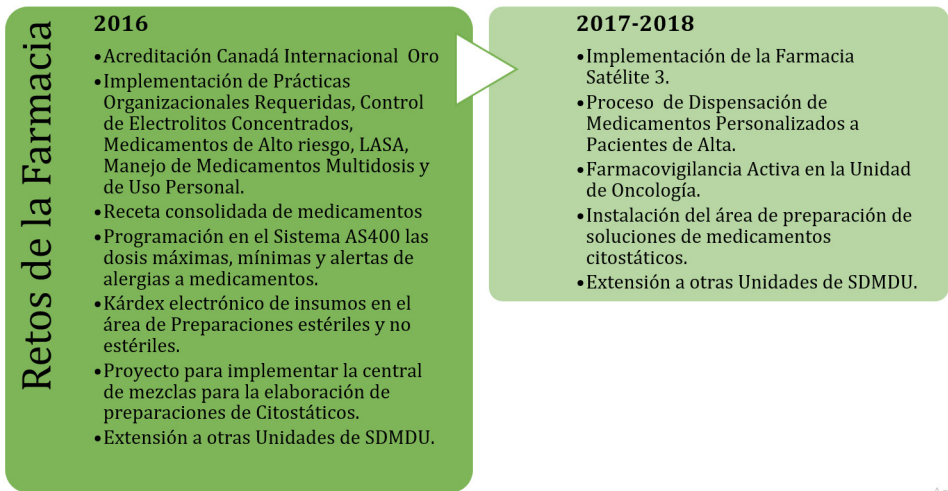 Retos de la Farmacia
2016
•Acreditación Canadá Internacional  Oro
•Implementación de Prácticas
Organizacionales Requeridas, Control
de Electrolitos Concentrados,
Medicamentos de Alto riesgo, LASA,
Manejo de Medicamentos Multidosis y
de Uso Personal.
•Receta consolidada de medicamentos
•Programación en el Sistema AS400 las
dosis máximas, mínimas y alertas de
alergias a medicamentos.
•Kárdex electrónico de insumos en el
área de Preparaciones estériles y no
estériles.
•Proyecto para implementar la central
de mezclas para la elaboración de
preparaciones de Citostáticos.
•Extensión a otras Unidades de SDMDU.
2017-2018
•Implementación de la Farmacia
Satélite 3.
•Proceso  de Dispensación de
Medicamentos Personalizados a
Pacientes de Alta.
•Farmacovigilancia Activa en la Unidad
de Oncología.
•Instalación del área de preparación de
soluciones de medicamentos
citostáticos.
•Extensión a otras Unidades de SDMDU.